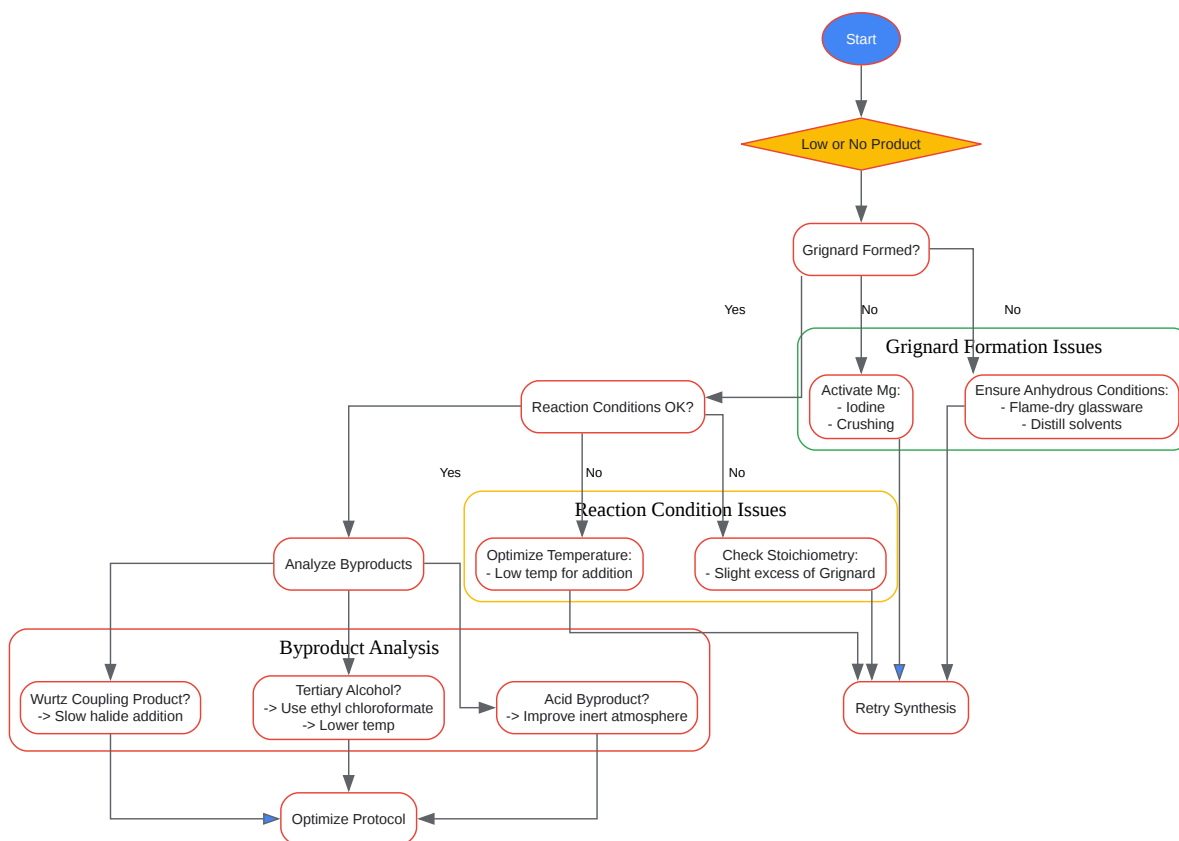 Start
Low or No Product
Grignard Formed?
Yes
No
No
Grignard Formation Issues
Activate Mg:
- Iodine
- Crushing
Ensure Anhydrous Conditions:
- Flame-dry glassware
- Distill solvents
Reaction Conditions OK?
Yes
No
No
Reaction Condition Issues
Optimize Temperature:
- Low temp for addition
Check Stoichiometry:
- Slight excess of Grignard
Analyze Byproducts
Byproduct Analysis
Wurtz Coupling Product?
-> Slow halide addition
Tertiary Alcohol?
-> Use ethyl chloroformate
-> Lower temp
Acid Byproduct?
-> Improve inert atmosphere
Retry Synthesis
Optimize Protocol